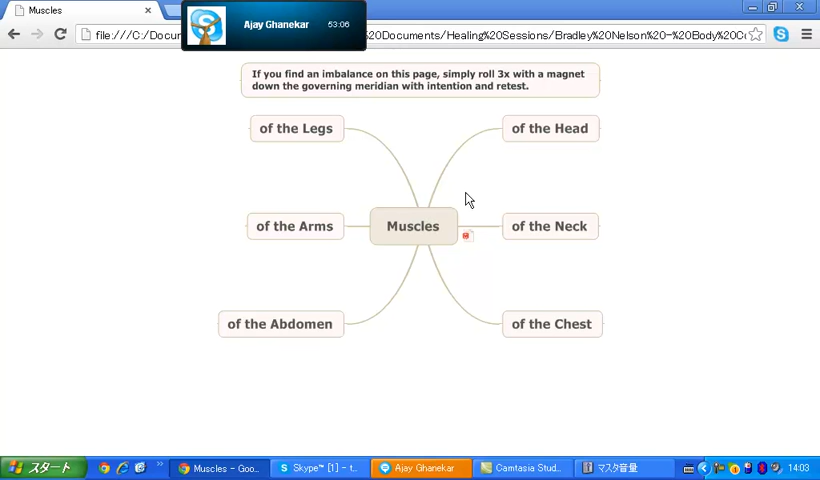 Muscles
Ajay Ghanekar 53:06
file:///C:/Docum
%20Documents/Healing%20Sessions/Bradley%20Nelson%20-%20Body%20Co
If you find an imbalance on this page, simply roll 3x with a magnet
down the governing meridian with intention and retest.
of the Legs
of the Head
of the Arms
Muscles
of the Neck
of the Abdomen
of the Chest
スタート
Muscles - Goo...
Skype™ [1] - t...
Ajay Ghanekar
Camtasia Stud...
マスタ音量
14:03